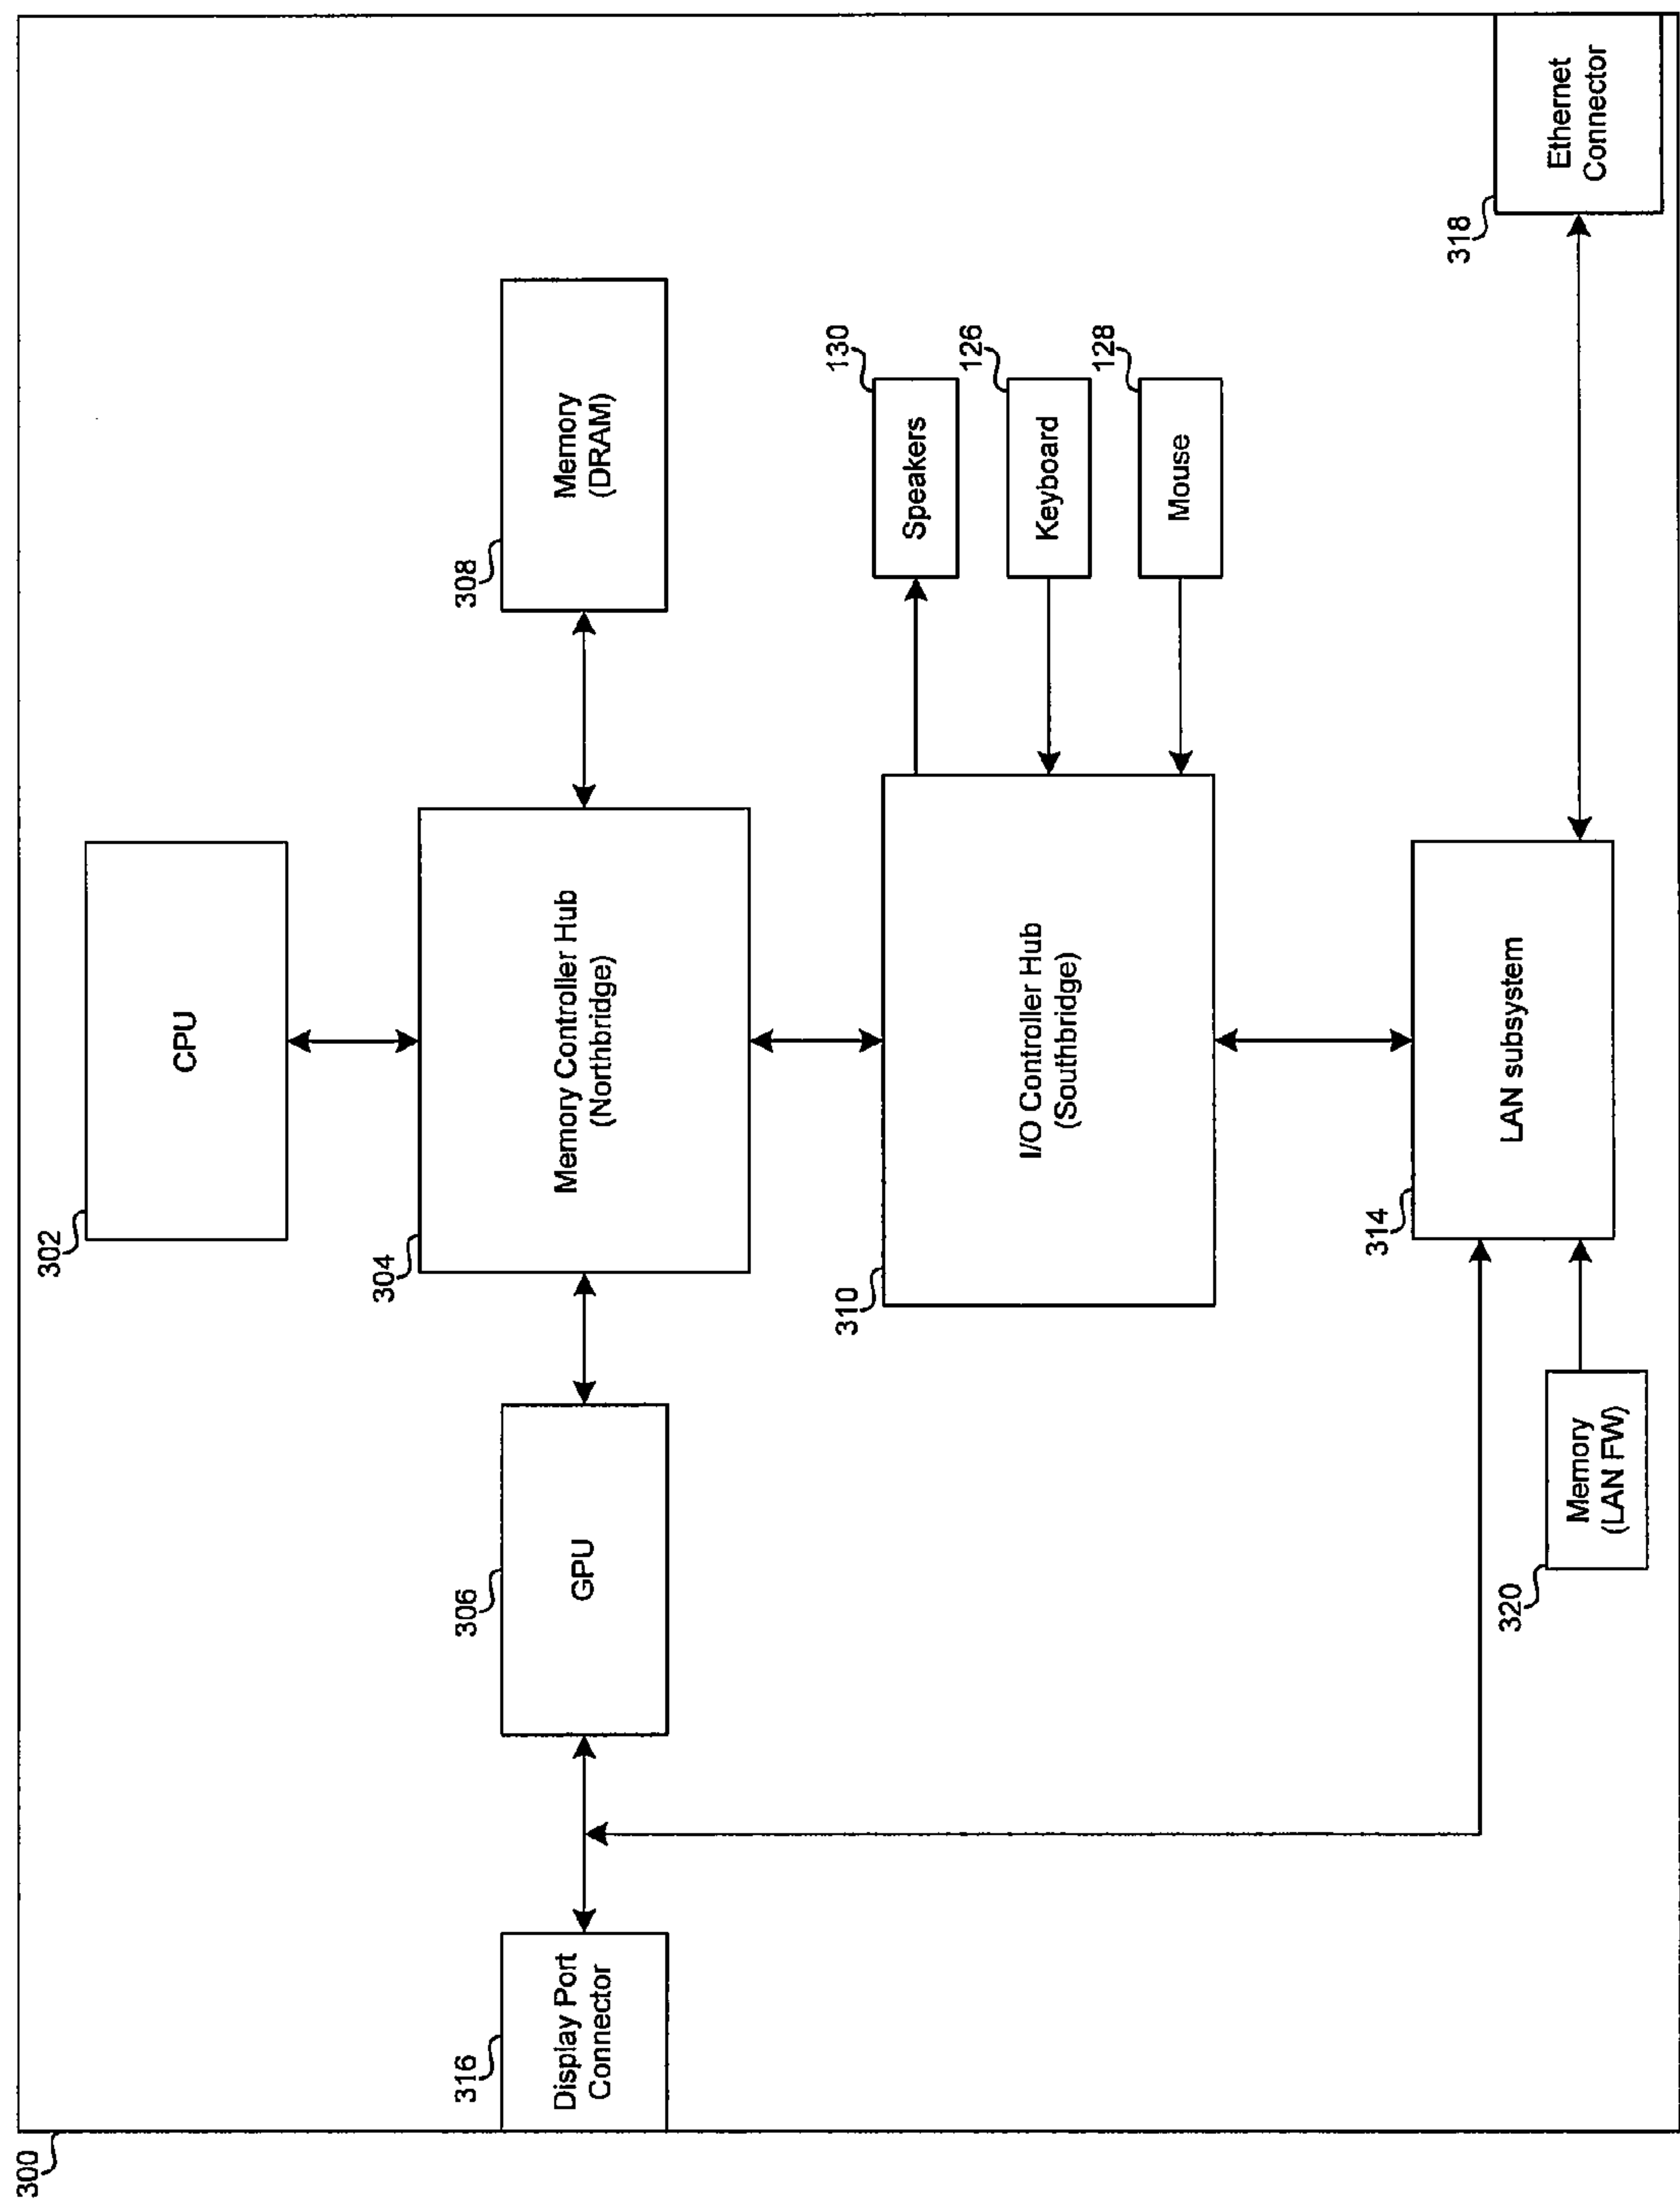 300
302
CPU
304
Memory Controller Hub
(Northbridge)
308
Memory
(DRAM)
306
GPU
316
Display Port
Connector
310
I/O Controller Hub
(Southbridge)
130
Speakers
126
Keyboard
128
Mouse
314
LAN subsystem
320
Memory
(LAN FW)
318
Ethernet
Connector